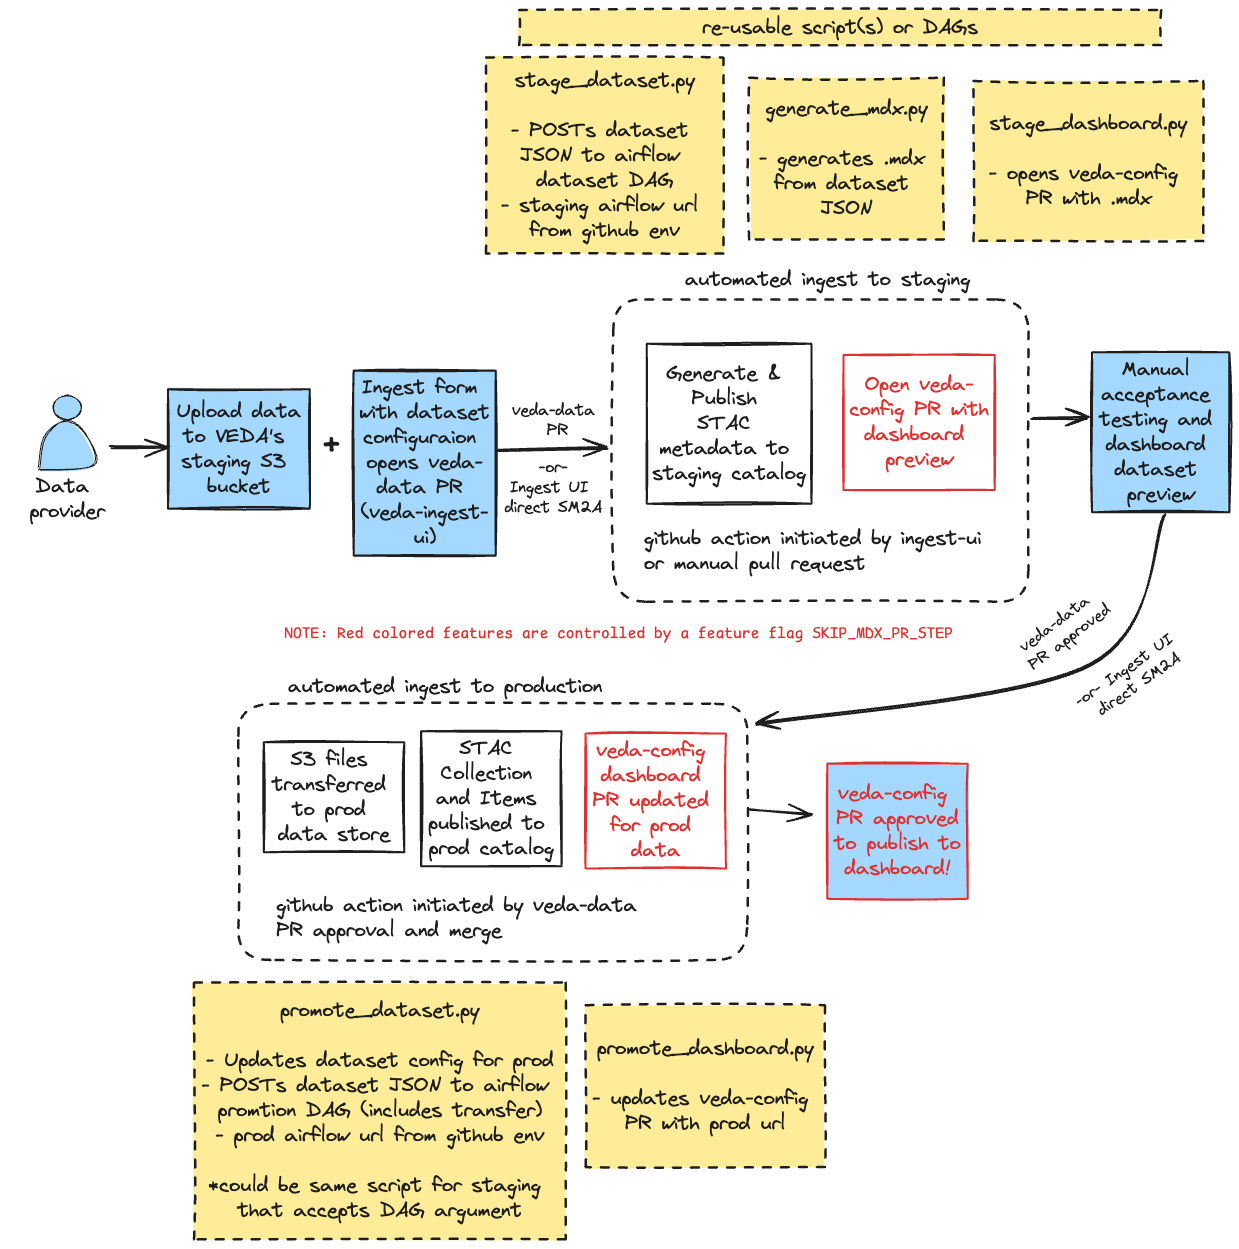 re-usable script(s) or DAGs
stage_dataset.py
- POSTs dataset
JSON to airflow
dataset DAG
- staging airflow url
from github env
generate_mdx.py
- generates .mdx
from dataset
JSON
stage_dashboard.py
- opens veda-config
PR with .mdx
automated ingest to staging
Data
provider
Upload data
to VEDA's
staging S3
bucket
+
Ingest form
with dataset
configuraion
opens veda-
data PR
(veda-ingest-
ui)
veda-data
PR
-or-
Ingest UI
direct SM2A
Generate &
Publish
STAC
metadata to
staging catalog
Open veda-
config PR with
dashboard
preview
github action initiated by ingest-ui
or manual pull request
Manual
acceptance
testing and
dashboard
dataset
preview
veda-data
PR approved
-or- Ingest UI
direct SM2A
NOTE: Red colored features are controlled by a feature flag SKIP_MDX_PR_STEP
automated ingest to production
S3 files
transferred
to prod
data store
STAC
Collection
and Items
published to
prod catalog
veda-config
dashboard
PR updated
for prod
data
github action initiated by veda-data
PR approval and merge
veda-config
PR approved
to publish to
dashboard!
promote_dataset.py
- Updates dataset config for prod
- POSTs dataset JSON to airflow
promtion DAG (includes transfer)
- prod airflow url from github env
*could be same script for staging
that accepts DAG argument
promote_dashboard.py
- updates veda-config
PR with prod url